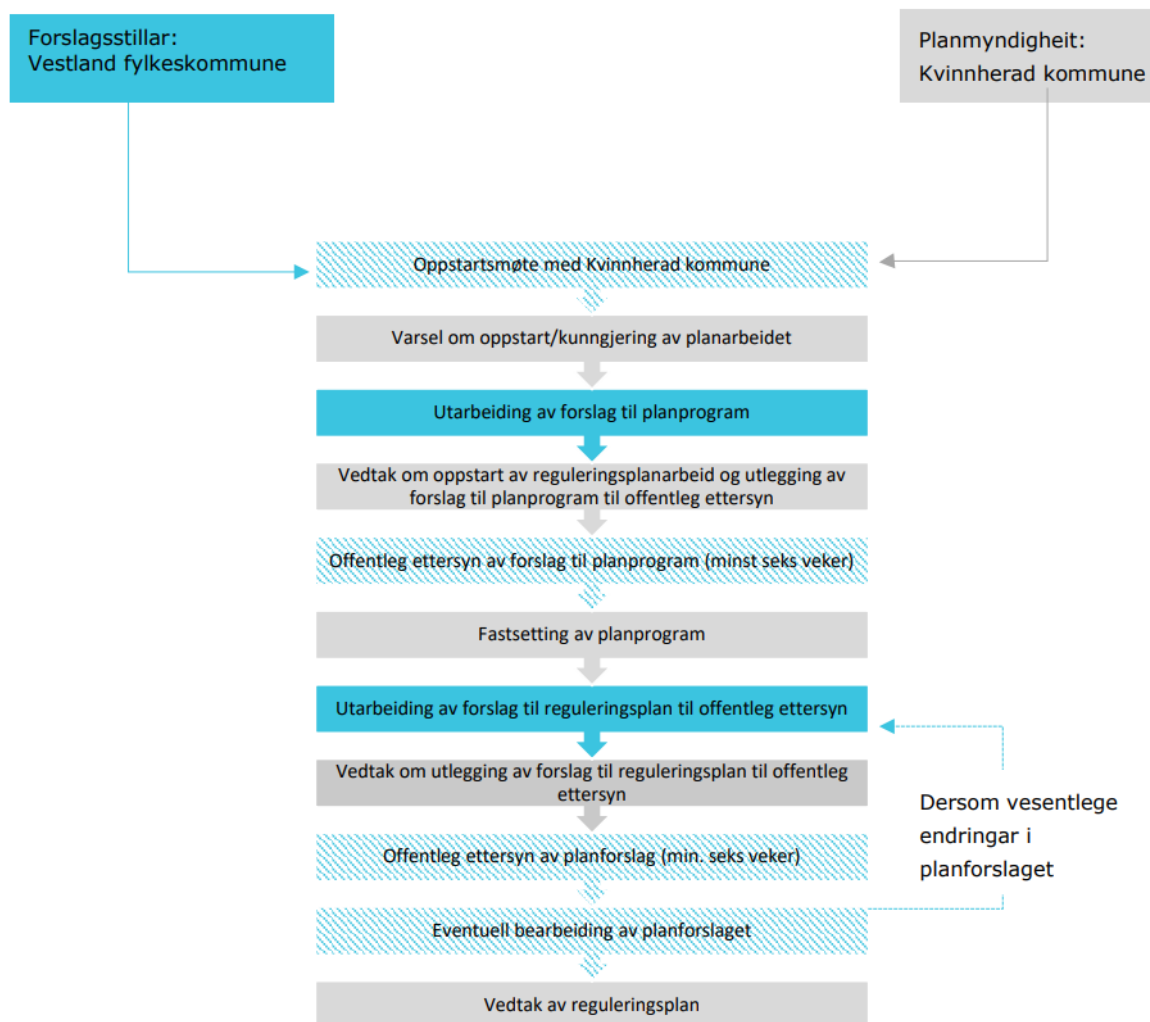 Forslagsstillar:
Vestland fylkeskommune
Planmyndigheit:
Kvinnherad kommune
Oppstartsmøte med Kvinnherad kommune
Varsel om oppstart/kunngjering av planarbeidet
Utarbeiding av forslag til planprogram
Vedtak om oppstart av reguleringsplanarbeid og utlegging av
forslag til planprogram til offentleg ettersyn
Offentleg ettersyn av forslag til planprogram (minst seks veker)
Fastsetting av planprogram
Utarbeiding av forslag til reguleringsplan til offentleg ettersyn
Vedtak om utlegging av forslag til reguleringsplan til offentleg
ettersyn
Offentleg ettersyn av planforslag (min. seks veker)
Eventuell bearbeiding av planforslaget
Vedtak av reguleringsplan
Dersom vesentlege
endringar i
planforslaget